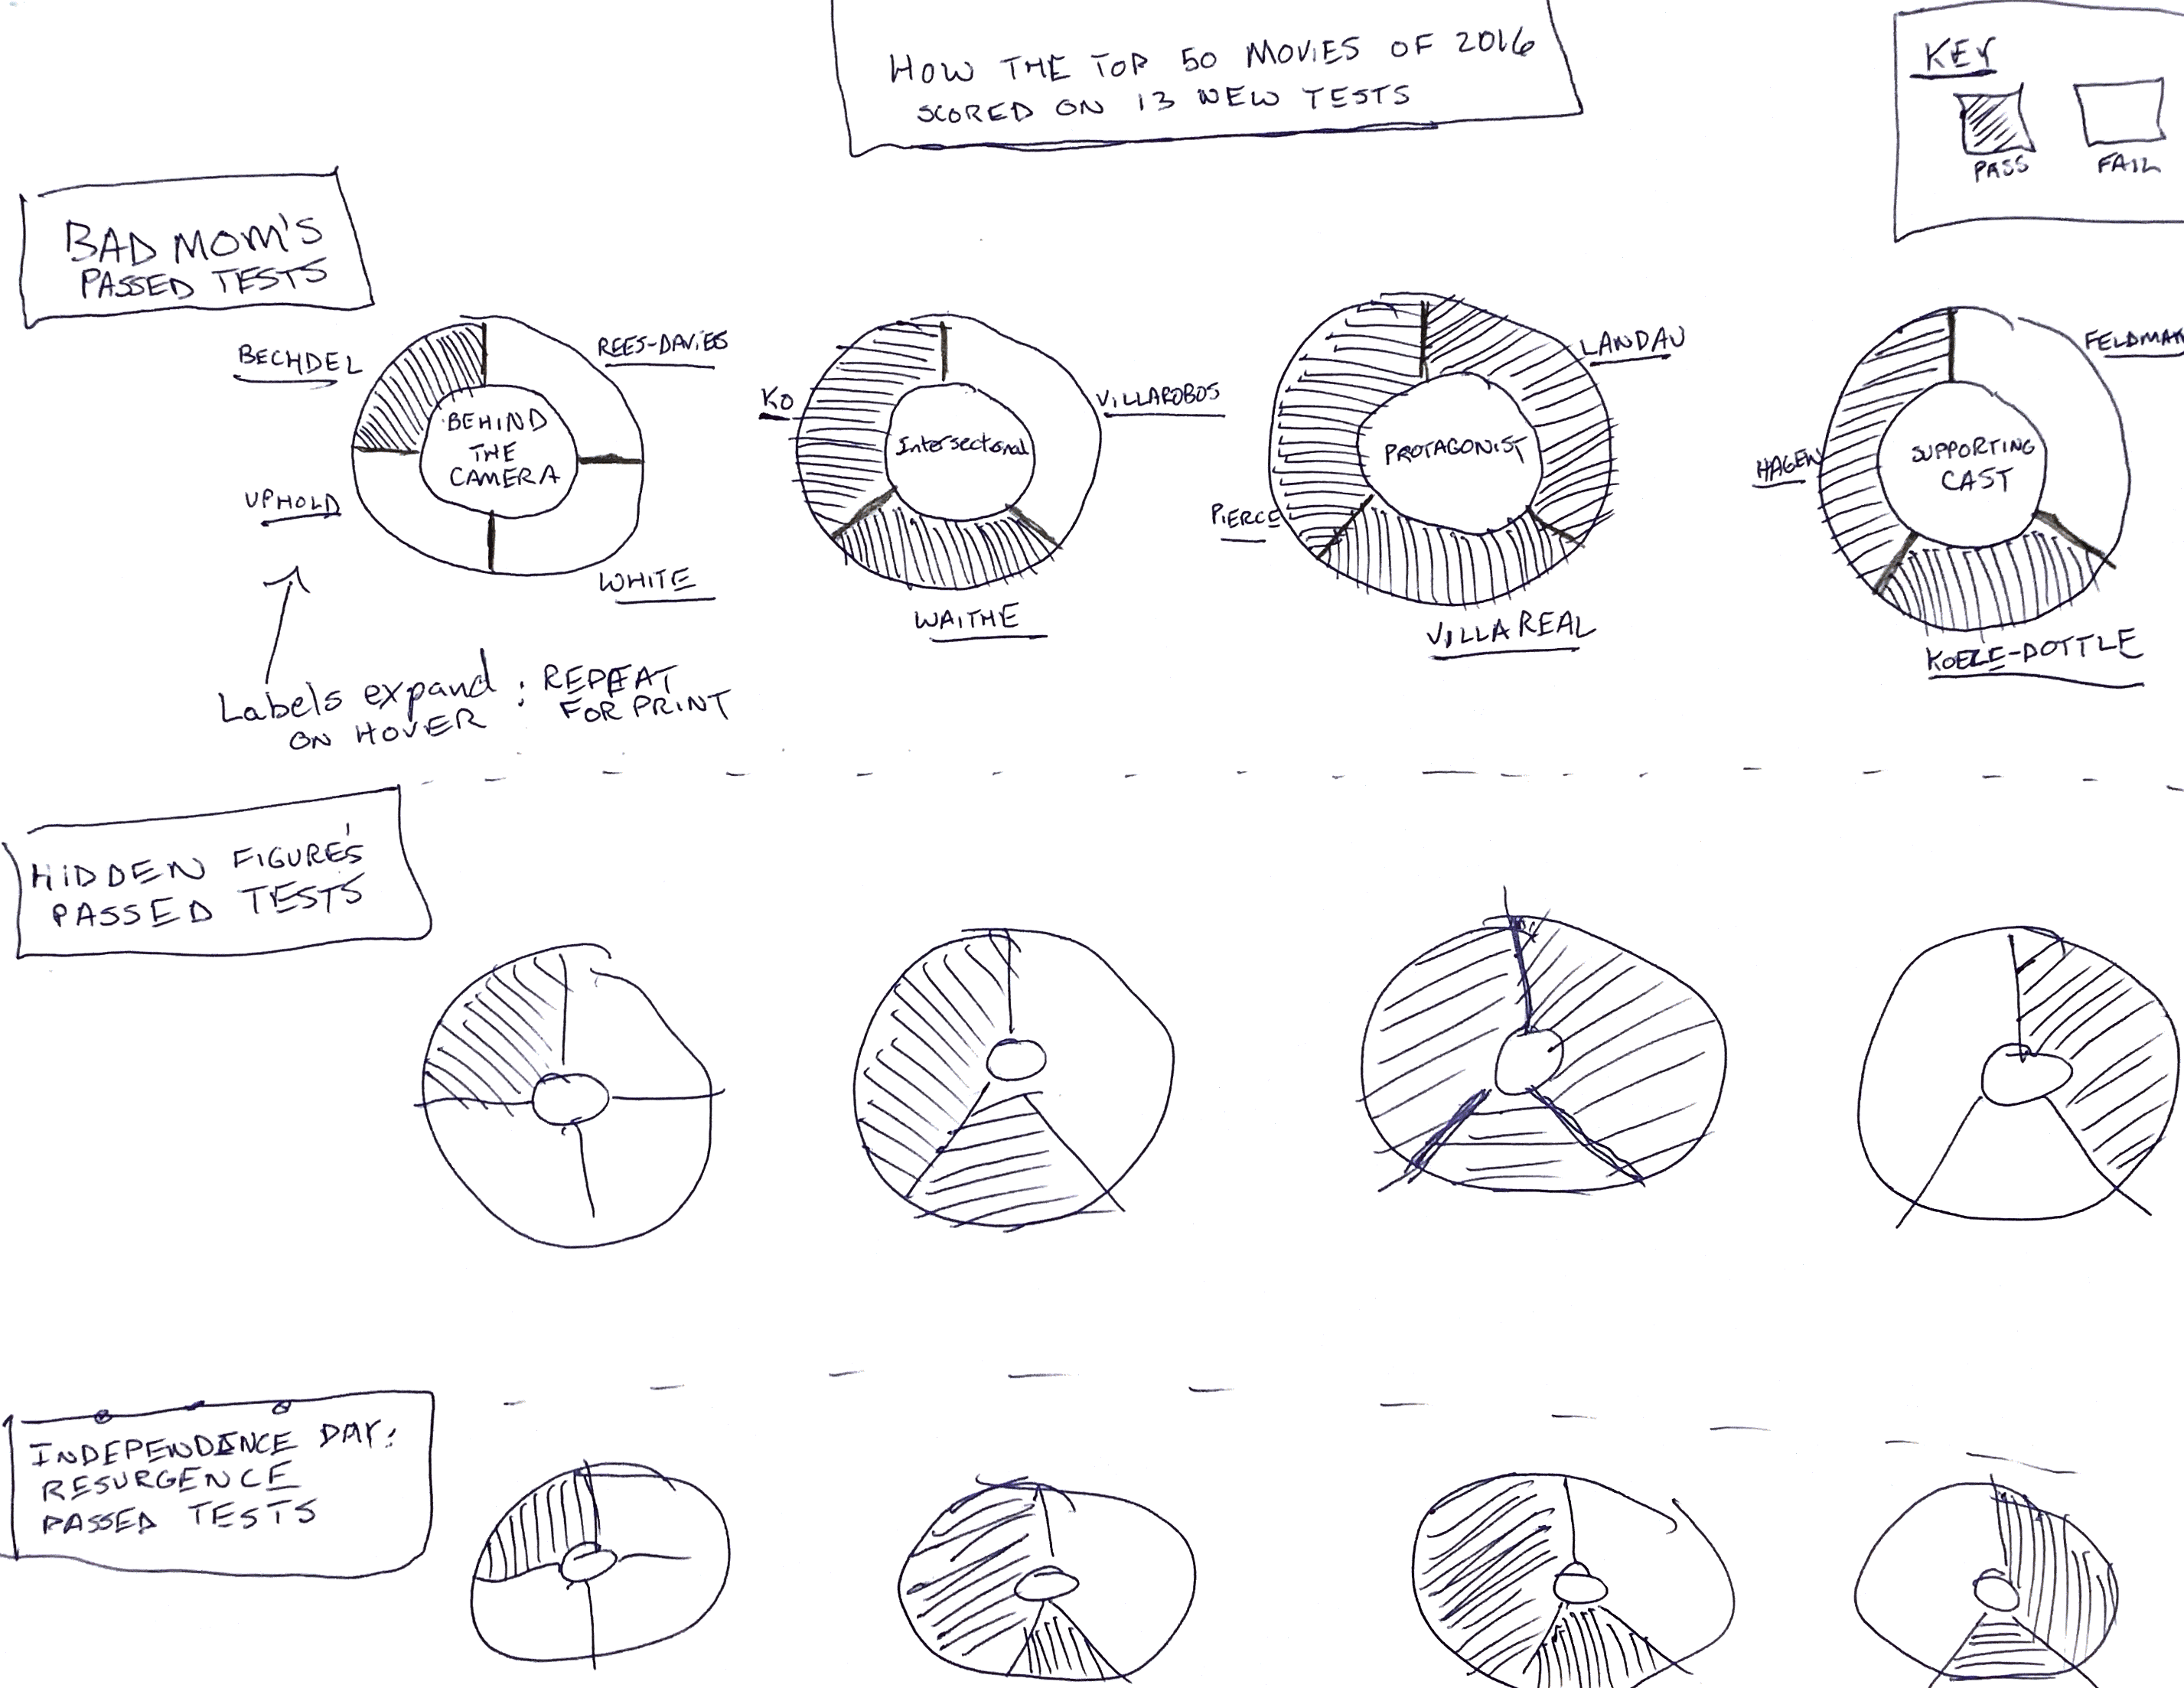 HOW THE TOP 50 MOVIES OF 2016
SCORED ON 13 NEW TESTS
KEY
PASS
FAIL
BAD MOM'S
PASSED TESTS
BECHDEL
REES-DAVIES
UPHOLD
WHITE
BEHIND
THE
CAMERA
KO
VILLAROBOS
WAITHE
Intersectional
LANDAU
PIERCE
VILLAREAL
PROTAGONIST
FELDMAN
HAGEN
KOEZE-DOTTLE
SUPPORTING
CAST
Labels expand : REPEAT
ON HOVER FOR PRINT
HIDDEN FIGURE'S
PASSED TESTS
INDEPENDENCE DAY:
RESURGENCE
PASSED TESTS